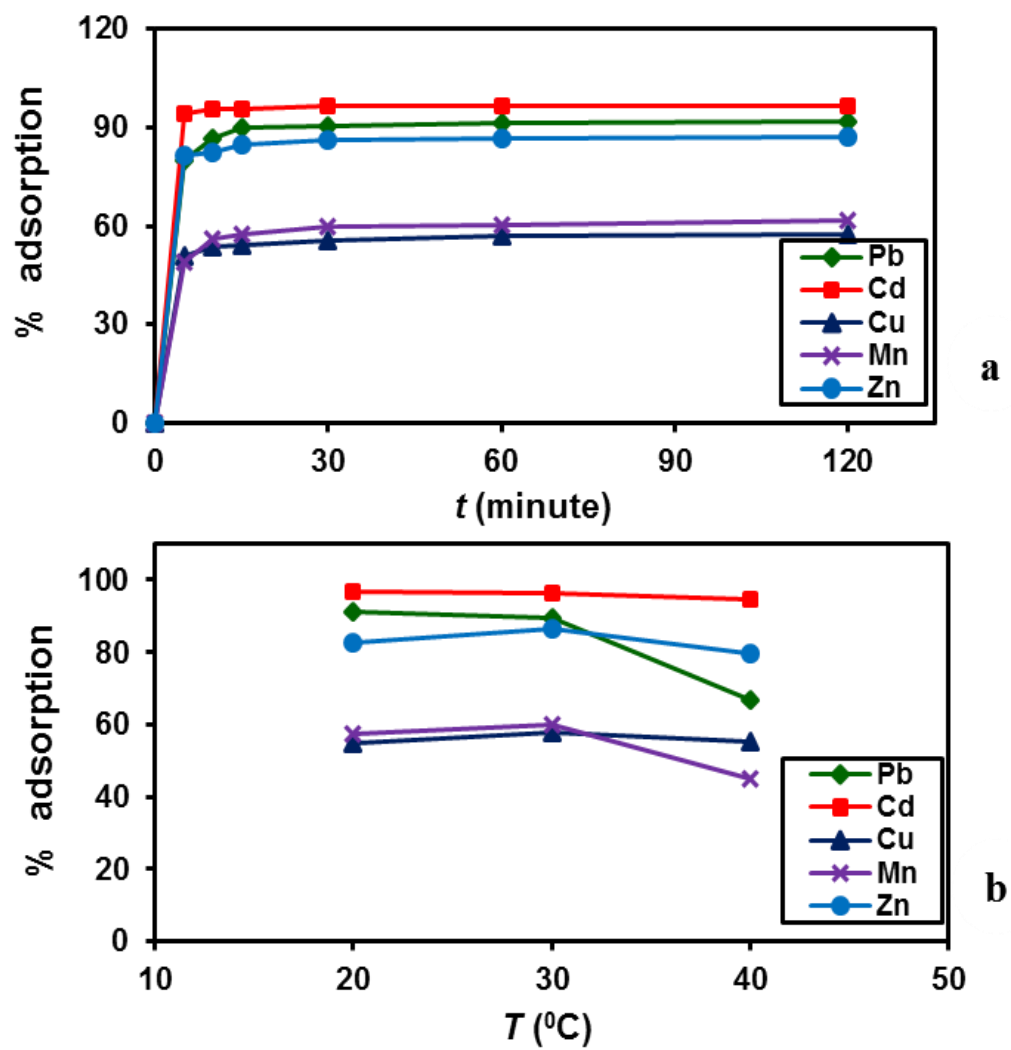 120
90
60
30
0
% adsorption
Pb
Cd
Cu
Mn
Zn
a
0 30 60 90 120
t (minute)
100
80
60
40
20
0
% adsorption
Pb
Cd
Cu
Mn
Zn
b
10 20 30 40 50
T (⁰C)